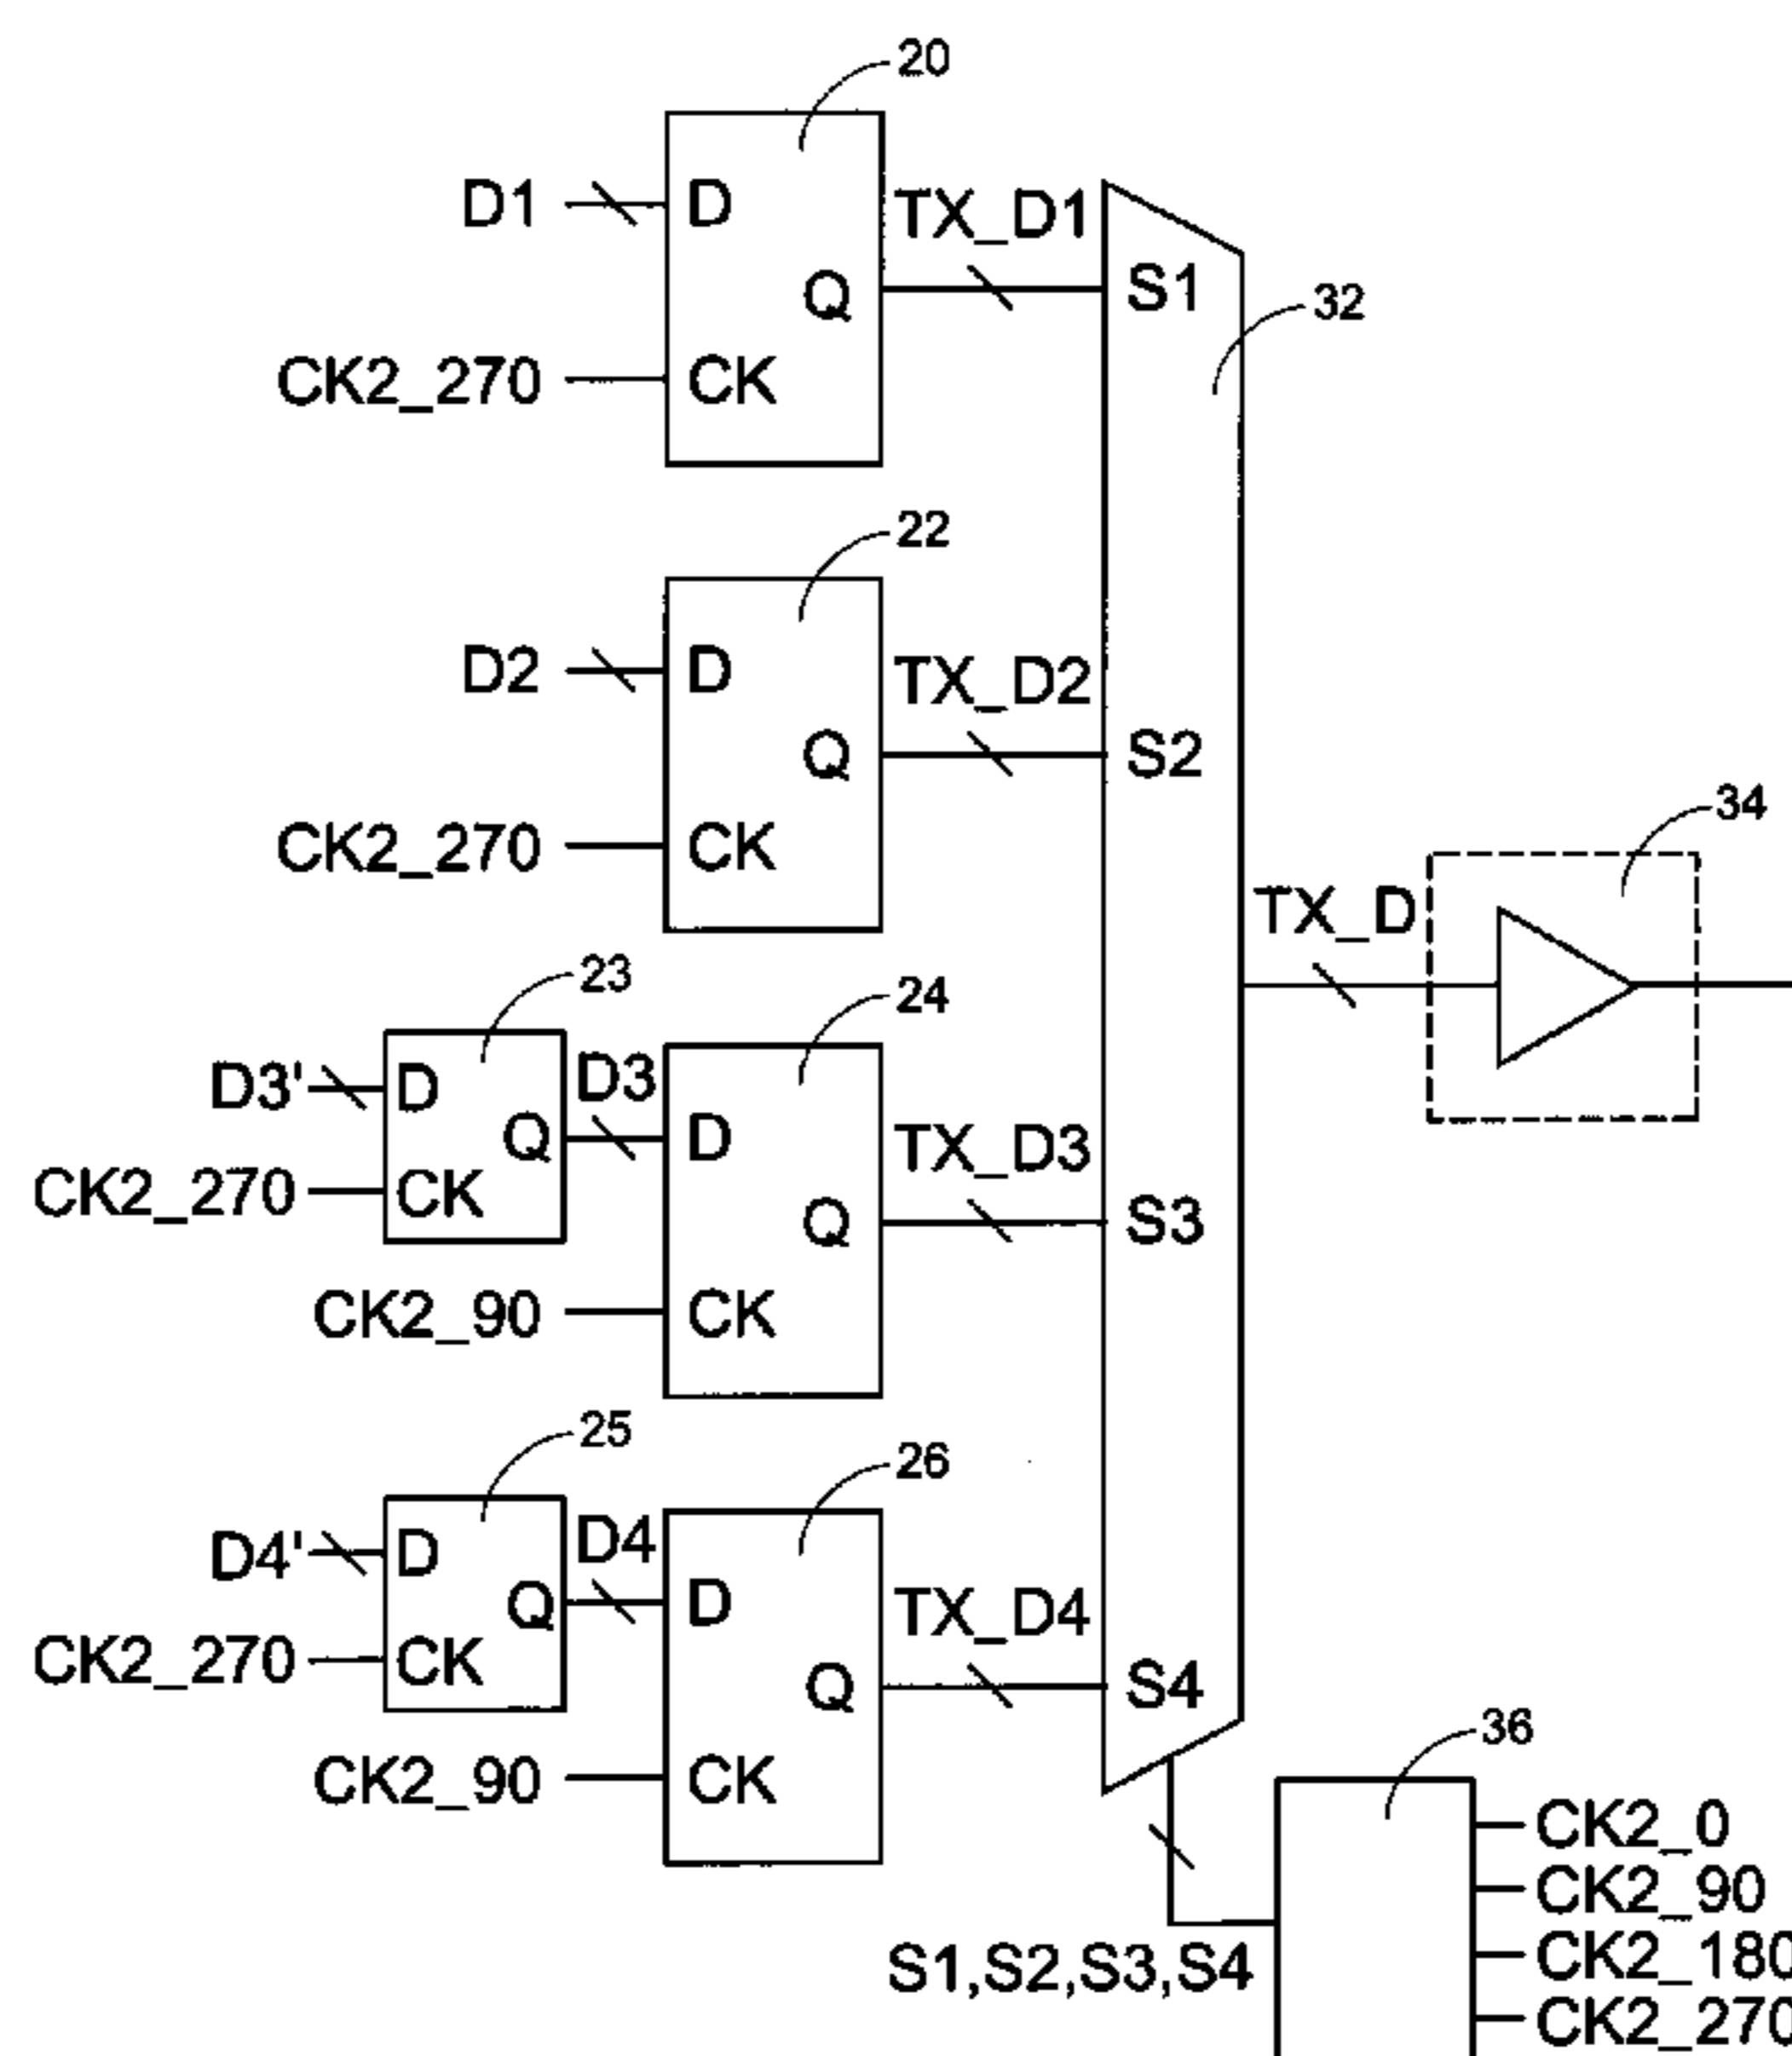 20
D1
D
TX_D1
Q
S1
32
CK2_270
CK
22
D2
D
TX_D2
Q
S2
34
CK2_270
CK
TX_D
23
24
D3'
D
D3
Q
D
TX_D3
CK2_270
CK
Q
S3
CK2_90
CK
25
26
D4'
D
D4
Q
D
TX_D4
CK2_270
CK
Q
S4
36
CK2_90
CK
CK2_0
CK2_90
S1,S2,S3,S4
CK2_180
CK2_270